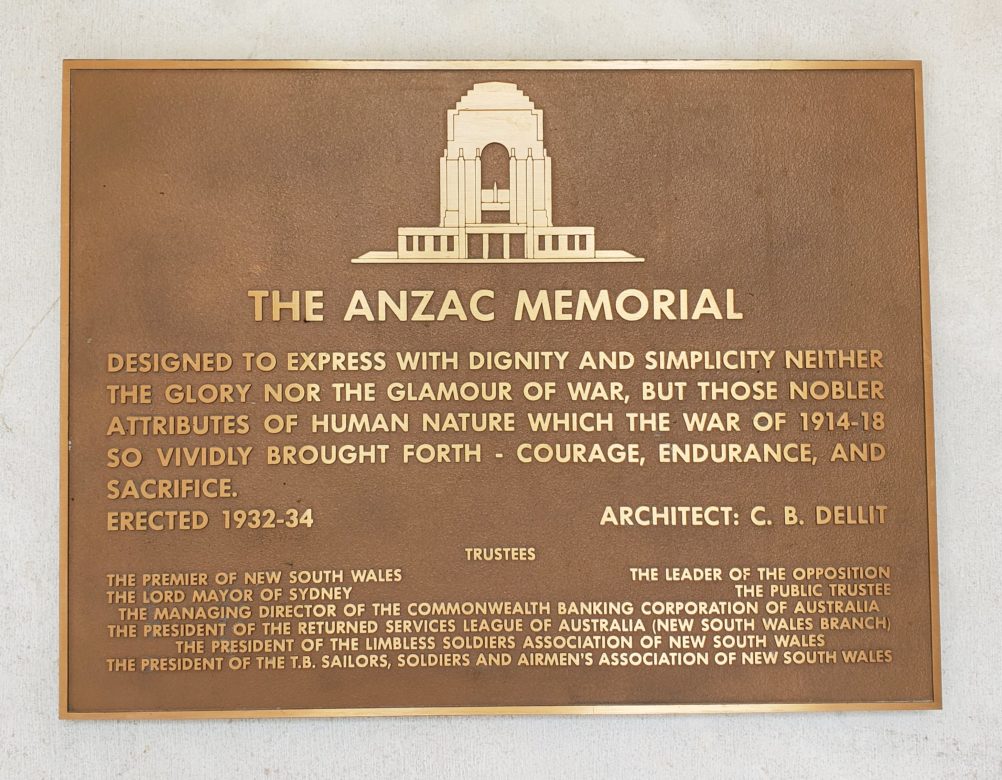 THE ANZAC MEMORIAL
DESIGNED TO EXPRESS WITH DIGNITY AND SIMPLICITY NEITHER
THE GLORY NOR THE GLAMOUR OF WAR, BUT THOSE NOBLER
ATTRIBUTES OF HUMAN NATURE WHICH THE WAR OF 1914-18
SO VIVIDLY BROUGHT FORTH - COURAGE, ENDURANCE, AND
SACRIFICE.
ERECTED 1932-34 ARCHITECT: C. B. DELLIT
TRUSTEES
THE PREMIER OF NEW SOUTH WALES THE LEADER OF THE OPPOSITION
THE LORD MAYOR OF SYDNEY THE PUBLIC TRUSTEE
THE MANAGING DIRECTOR OF THE COMMONWEALTH BANKING CORPORATION OF AUSTRALIA
THE PRESIDENT OF THE RETURNED SERVICES LEAGUE OF AUSTRALIA (NEW SOUTH WALES BRANCH)
THE PRESIDENT OF THE LIMBLESS SOLDIERS ASSOCIATION OF NEW SOUTH WALES
THE PRESIDENT OF THE T.B. SAILORS, SOLDIERS AND AIRMEN'S ASSOCIATION OF NEW SOUTH WALES